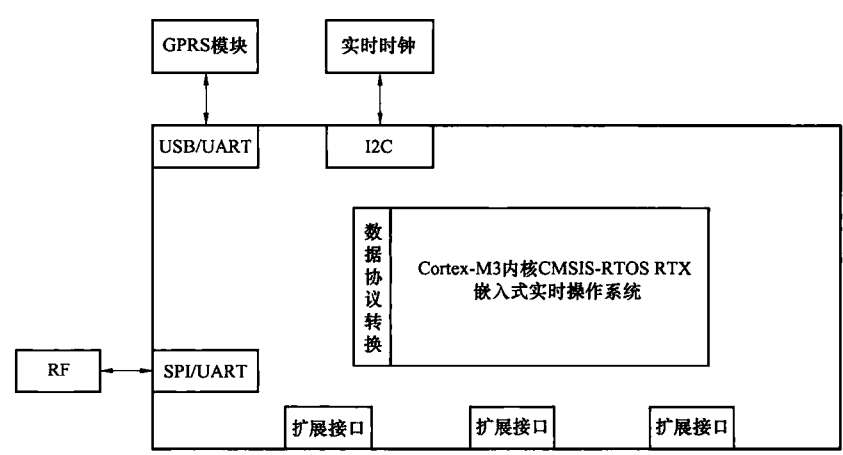 GPRS模块
实时时钟
USB/UART
I2C
数据协议转换
Cortex-M3内核CMSIS-RTOS RTX
嵌入式实时操作系统
RF
SPI/UART
扩展接口
扩展接口
扩展接口